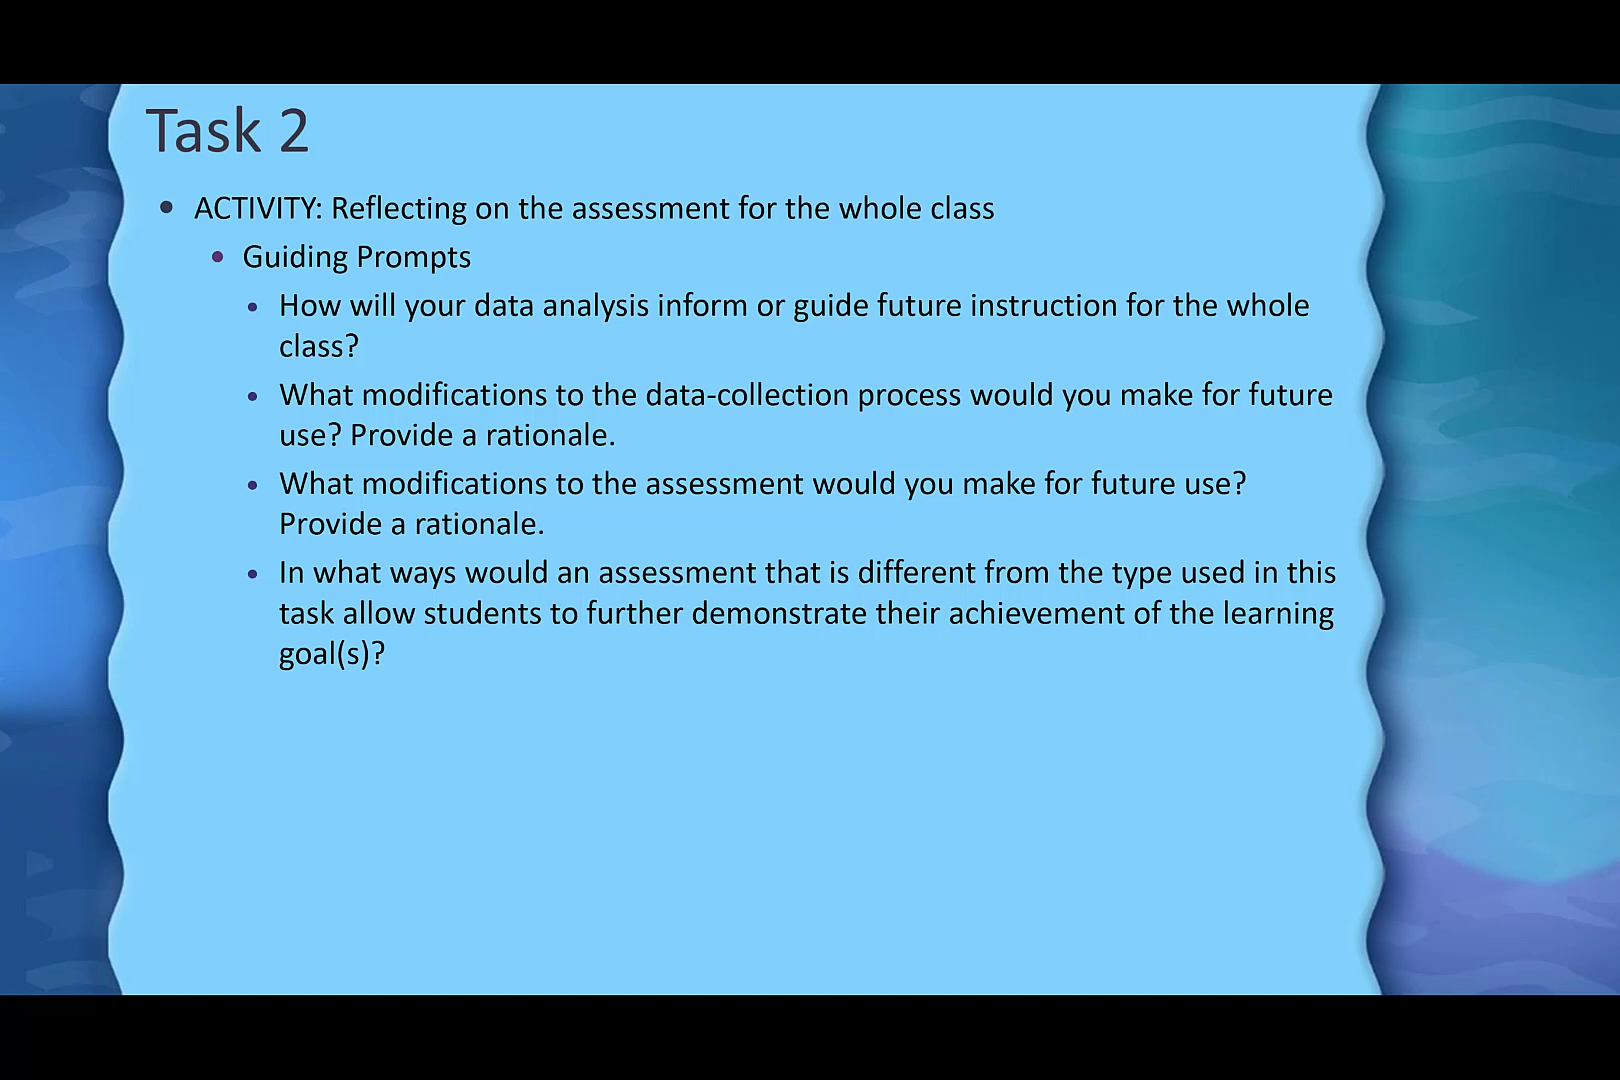 Task 2
ACTIVITY: Reflecting on the assessment for the whole class
Guiding Prompts
How will your data analysis inform or guide future instruction for the whole
class?
What modifications to the data-collection process would you make for future
use? Provide a rationale.
What modifications to the assessment would you make for future use?
Provide a rationale.
In what ways would an assessment that is different from the type used in this
task allow students to further demonstrate their achievement of the learning
goal(s)?